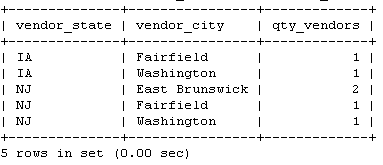 +--------------+----------------+-------------+
| vendor_state | vendor_city    | qty_vendors |
+--------------+----------------+-------------+
| IA           | Fairfield      |           1 |
| IA           | Washington     |           1 |
| NJ           | East Brunswick |           2 |
| NJ           | Fairfield      |           1 |
| NJ           | Washington     |           1 |
+--------------+----------------+-------------+
5 rows in set (0.00 sec)